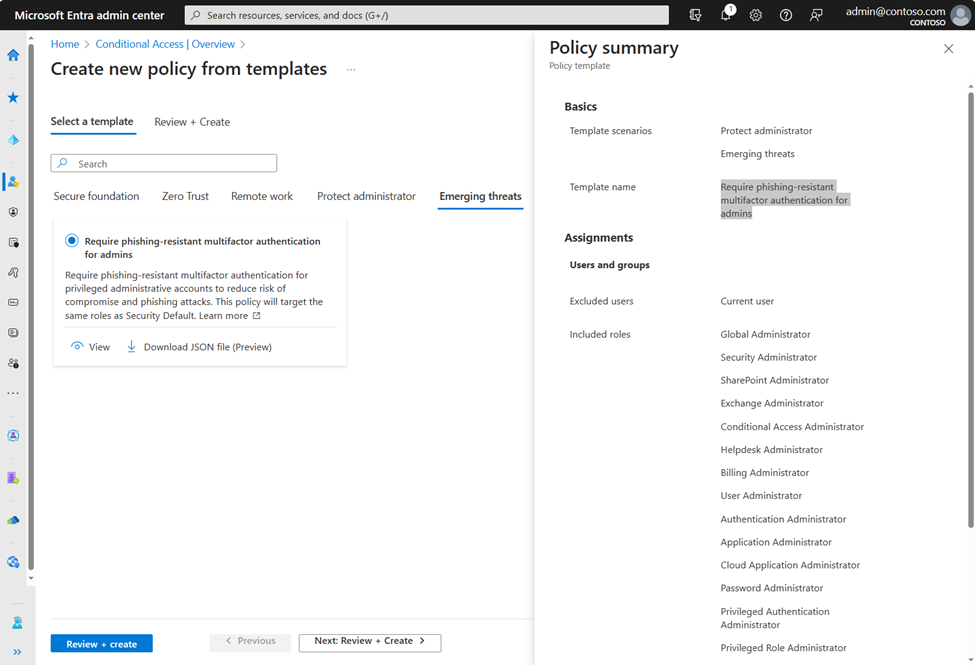 Microsoft Entra admin center
Search resources, services, and docs (G+/)
1
admin@contoso.com
CONTOSO
Home > Conditional Access | Overview >
Create new policy from templates ...
Select a template
Review + Create
Search
Secure foundation
Zero Trust
Remote work
Protect administrator
Emerging threats
Require phishing-resistant multifactor authentication
for admins
Require phishing-resistant multifactor authentication for
privileged administrative accounts to reduce risk of
compromise and phishing attacks. This policy will target the
same roles as Security Default. Learn more
View
Download JSON file (Preview)
Review + create
< Previous
Next: Review + Create >
Policy summary
Policy template
Basics
Template scenarios
Protect administrator
Emerging threats
Template name
Require phishing-resistant
multifactor authentication for
admins
Assignments
Users and groups
Excluded users
Current user
Included roles
Global Administrator
Security Administrator
SharePoint Administrator
Exchange Administrator
Conditional Access Administrator
Helpdesk Administrator
Billing Administrator
User Administrator
Authentication Administrator
Application Administrator
Cloud Application Administrator
Password Administrator
Privileged Authentication
Administrator
Privileged Role Administrator